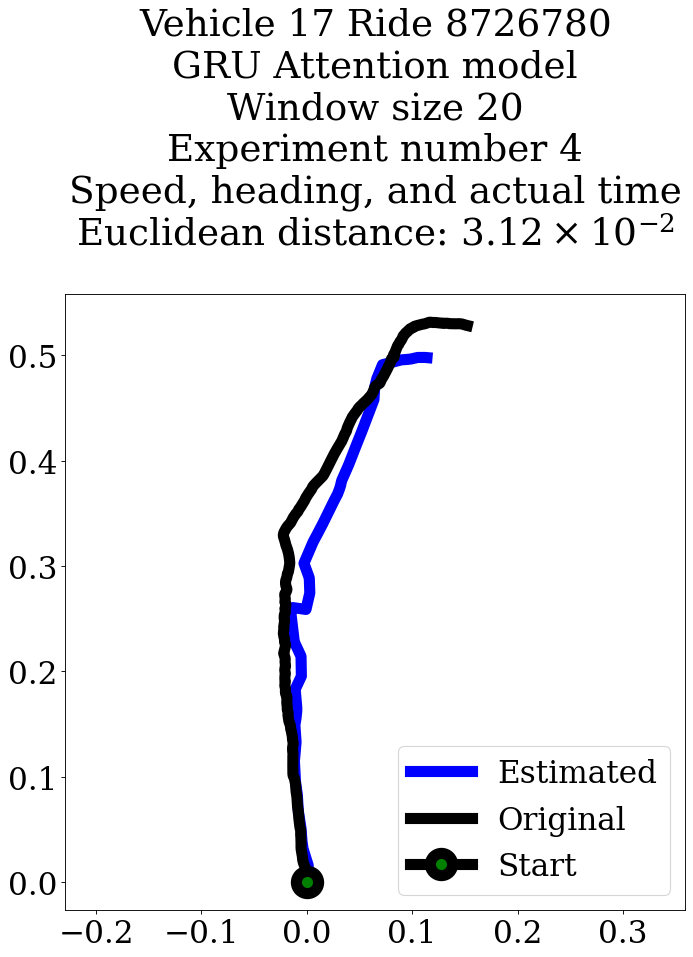 Vehicle 17 Ride 8726780
GRU Attention model
Window size 20
Experiment number 4
Speed, heading, and actual time
Euclidean distance: 3.12 × 10⁻²
0.5
0.4
0.3
0.2
0.1
0.0
Estimated
Original
Start
−0.2 −0.1 0.0 0.1 0.2 0.3